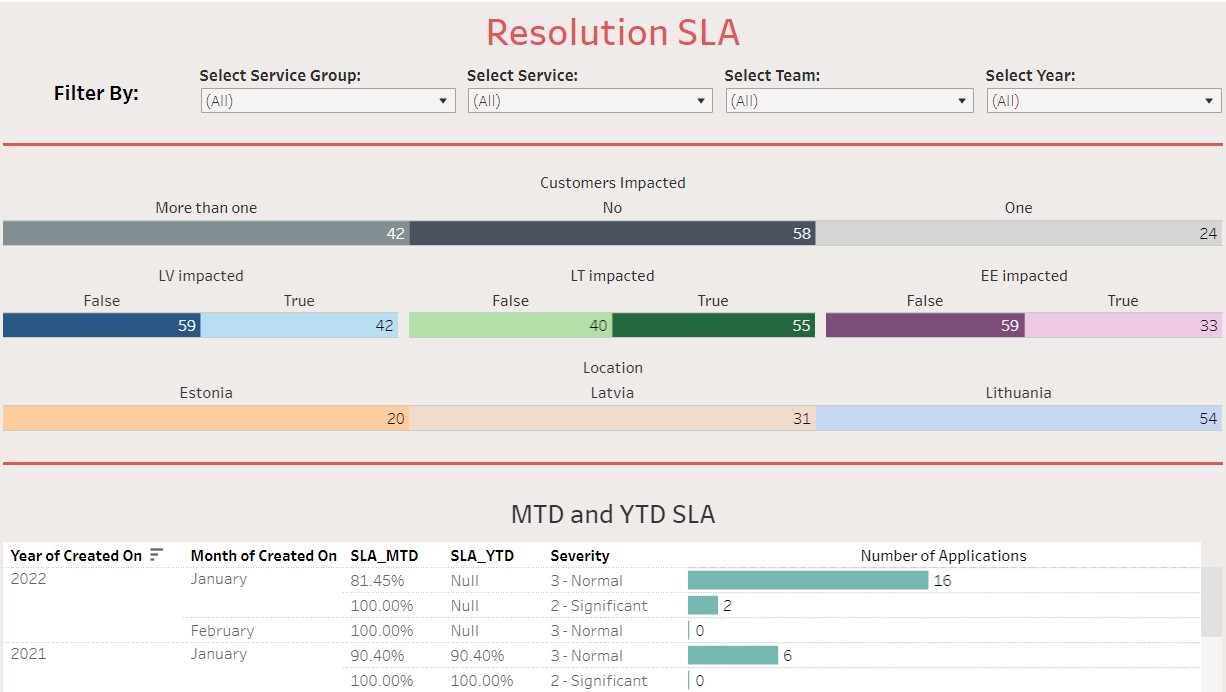 Resolution SLA
Filter By:
Select Service Group: Select Service: Select Team: Select Year:
(All) (All) (All) (All)
Customers Impacted
More than one No One
42 58 24
LV impacted LT impacted EE impacted
False True False True False True
59 42 40 55 59 33
Location
Estonia Latvia Lithuania
20 31 54
MTD and YTD SLA
Year of Created On Month of Created On SLA_MTD SLA_YTD Severity Number of Applications
2022 January 81.45% Null 3 - Normal 16
100.00% Null 2 - Significant 2
February 100.00% Null 3 - Normal 0
2021 January 90.40% 90.40% 3 - Normal 6
100.00% 100.00% 2 - Significant 0